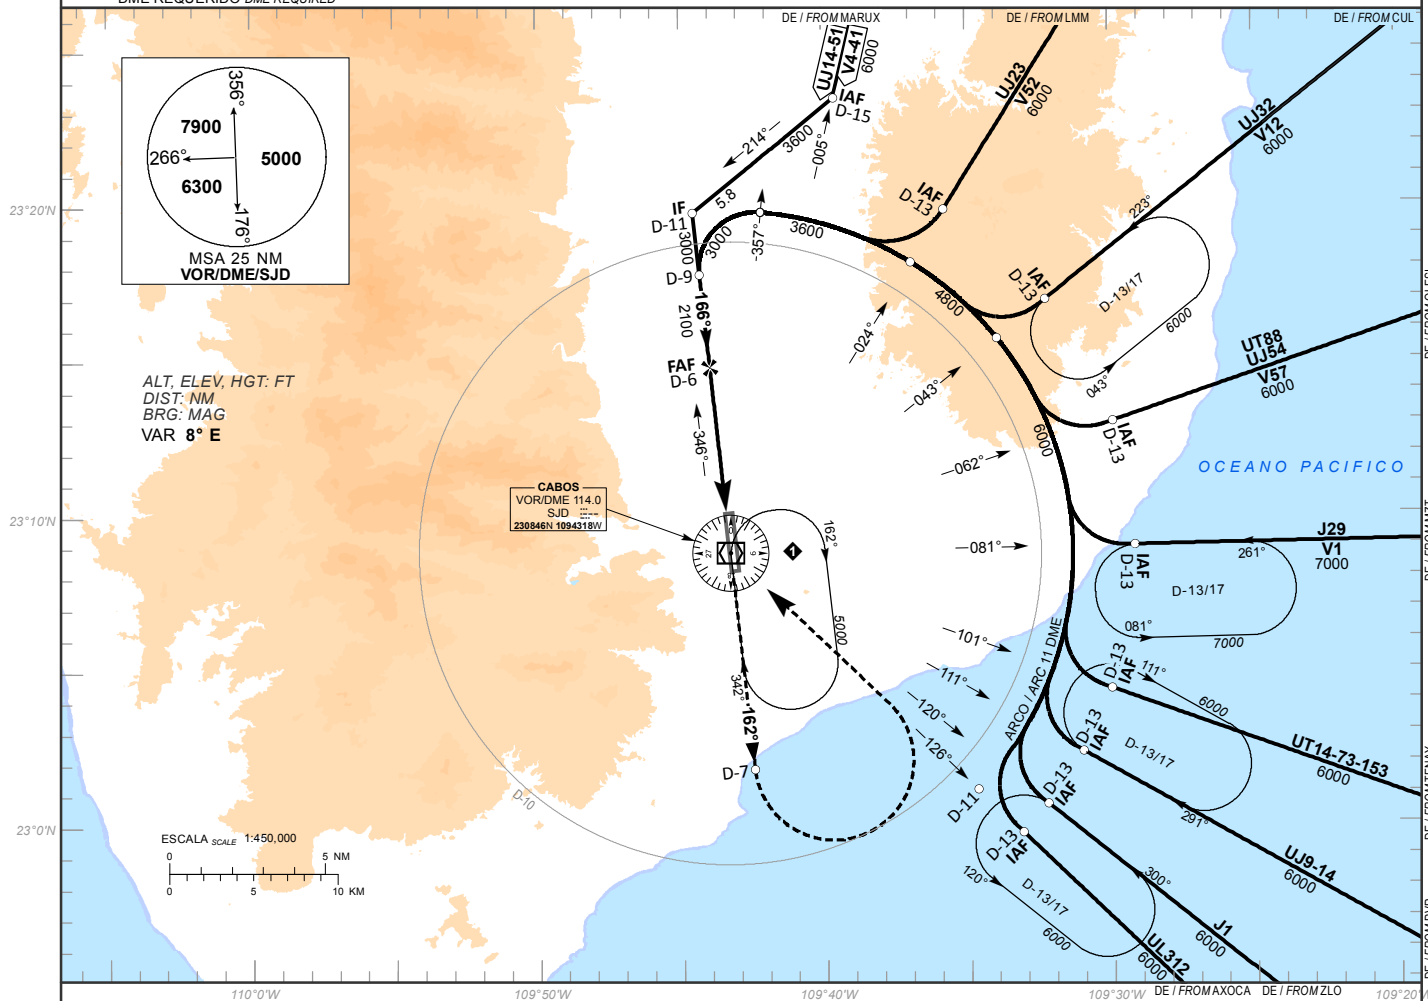 DME REQUERIDO DME REQUIRED
DE / FROM MARUX
DE / FROM LMM
DE / FROM CUL
356°
7900
266°
5000
6300
176°
MSA 25 NM
VOR/DME/SJD
UJ14-51
V4-41
6000
IAF
D-15
005°
214°
3600
5.8
IF
D-11
3000
3000
357°
3600
D-9
166°
2100
FAF
D-6
346°
UJ23
V52
6000
IAF
D-13
UJ32
V12
6000
223°
IAF
D-13
D-13/17
6000
043°
4800
024°
043°
UT88
UJ54
V57
6000
IAF
D-13
6000
062°
OCEANO PACIFICO
ALT, ELEV, HGT: FT
DIST: NM
BRG: MAG
VAR 8° E
CABOS
VOR/DME 114.0
SJD
230846N 1094318W
27
9
1
162°
5000
342°
162°
D-7
081°
J29
V1
7000
261°
IAF
D-13
D-13/17
081°
7000
101°
111°
120°
126°
D-11
ARCO / ARC 11 DME
D-13
IAF
111°
6000
UT14-73-153
6000
D-13
IAF
D-13/17
291°
UJ9-14
6000
D-13
IAF
300°
J1
6000
D-13
IAF
120°
D-13/17
6000
UL312
6000
D-10
ESCALA SCALE 1:450,000
0
5 NM
0
5
10 KM
23°20'N
23°10'N
23°0'N
110°0'W
109°50'W
109°40'W
109°30'W
109°20'
DE / FROM AXOCA
DE / FROM ZLO